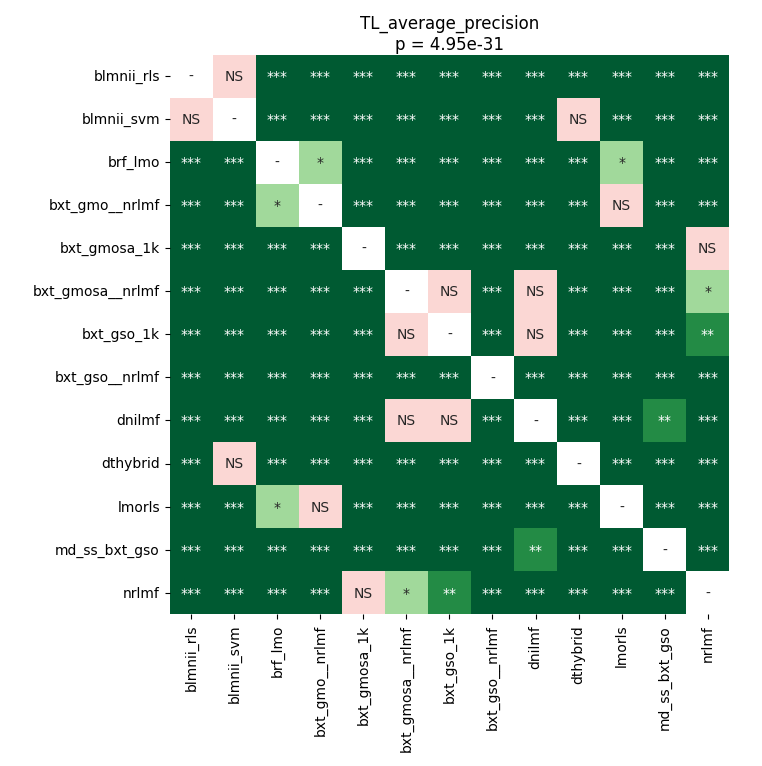 TL_average_precision
p = 4.95e-31
blmnii_rls - NS *** *** *** *** *** *** *** *** *** *** ***
blmnii_svm NS - *** *** *** *** *** *** *** NS *** *** ***
brf_lmo *** *** - * *** *** *** *** *** *** * *** ***
bxt_gmo__nrlmf *** *** * - *** *** *** *** *** *** NS *** ***
bxt_gmosa_1k *** *** *** *** - *** *** *** *** *** *** *** NS
bxt_gmosa__nrlmf *** *** *** *** *** - NS *** NS *** *** *** *
bxt_gso_1k *** *** *** *** *** NS - *** NS *** *** *** **
bxt_gso__nrlmf *** *** *** *** *** *** *** - *** *** *** *** ***
dnilmf *** *** *** *** *** NS NS *** - *** *** ** ***
dthybrid *** NS *** *** *** *** *** *** *** - *** *** ***
lmorls *** *** * NS *** *** *** *** *** *** - *** ***
md_ss_bxt_gso *** *** *** *** *** *** *** *** ** *** *** - ***
nrlmf *** *** *** *** NS * ** *** *** *** *** *** -
blmnii_rls
blmnii_svm
brf_lmo
bxt_gmo__nrlmf
bxt_gmosa_1k
bxt_gmosa__nrlmf
bxt_gso_1k
bxt_gso__nrlmf
dnilmf
dthybrid
lmorls
md_ss_bxt_gso
nrlmf